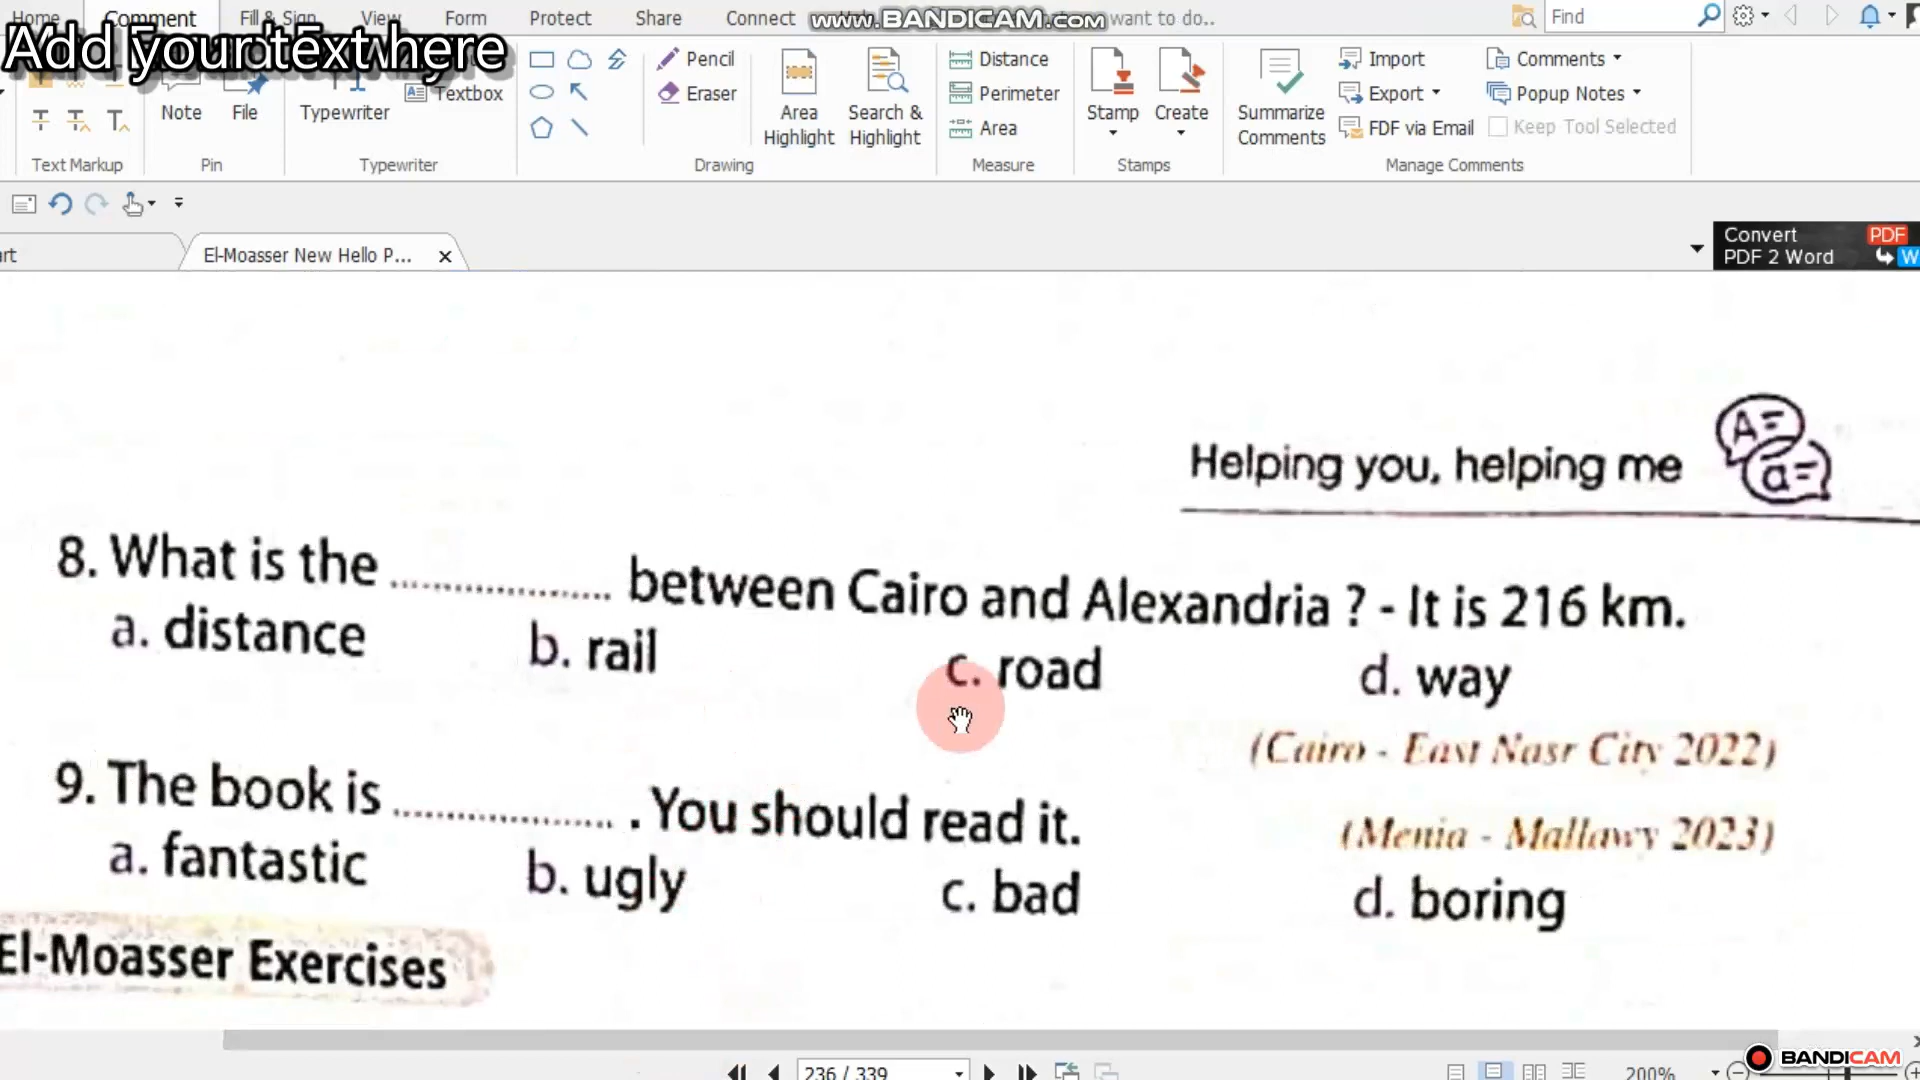 Home Comment Fill & Sign View Form Protect Share Connect www.BANDICAM.com want to do.. Find
Add your text here
Pencil Distance Import Comments
Eraser Textbox Perimeter Export Popup Notes
Note File Typewriter Area Highlight Search & Highlight Area Stamp Create Summarize Comments FDF via Email Keep Tool Selected
Text Markup Pin Typewriter Drawing Measure Stamps Manage Comments
rt El-Moasser New Hello P...
Convert PDF
PDF 2 Word W
Helping you, helping me
A=
a=
8. What is the .................... between Cairo and Alexandria ? - It is 216 km.
a. distance b. rail c. road d. way
(Cairo - East Nasr City 2022)
9. The book is .................... . You should read it.
(Menia - Mallawy 2023)
a. fantastic b. ugly c. bad d. boring
El-Moasser Exercises
236 / 339 200%
BANDICAM